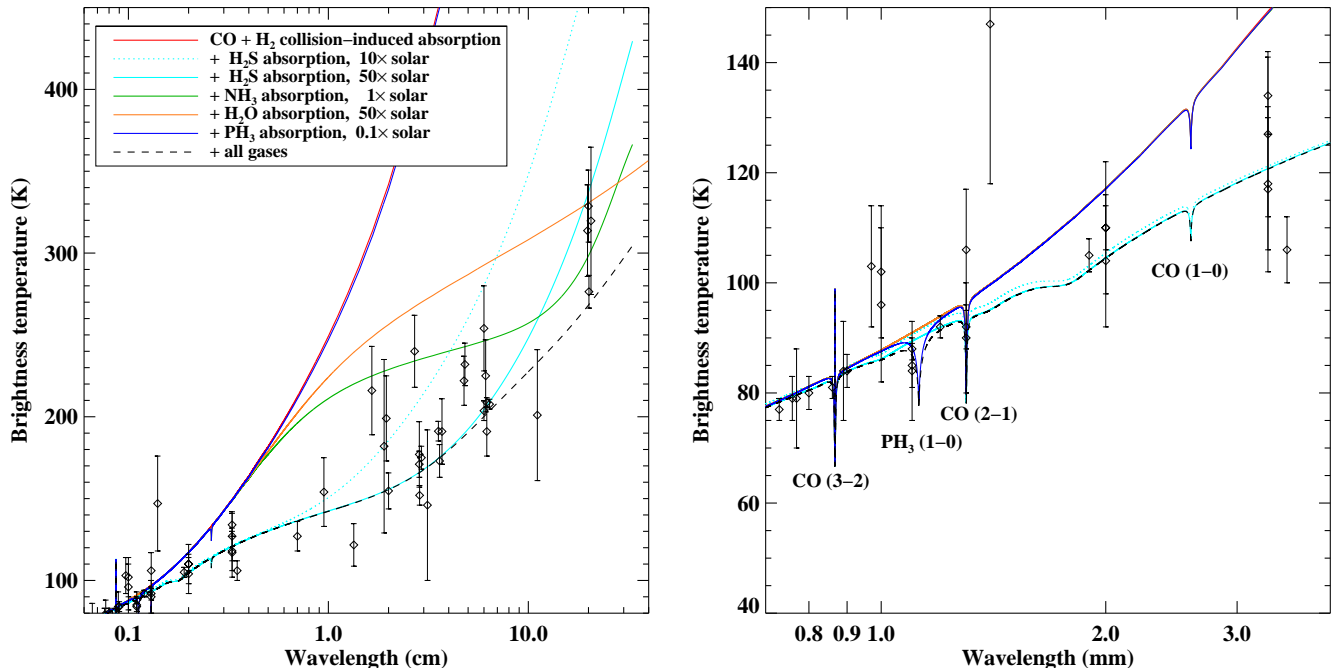 CO + H₂ collision−induced absorption
+ H₂S absorption, 10× solar
+ H₂S absorption, 50× solar
+ NH₃ absorption, 1× solar
+ H₂O absorption, 50× solar
+ PH₃ absorption, 0.1× solar
+ all gases
Brightness temperature (K)
400
300
200
100
0.1
1.0
10.0
Wavelength (cm)
Brightness temperature (K)
140
120
100
80
60
40
CO (1−0)
CO (2−1)
PH₃ (1−0)
CO (3−2)
0.8
0.9
1.0
2.0
3.0
Wavelength (mm)